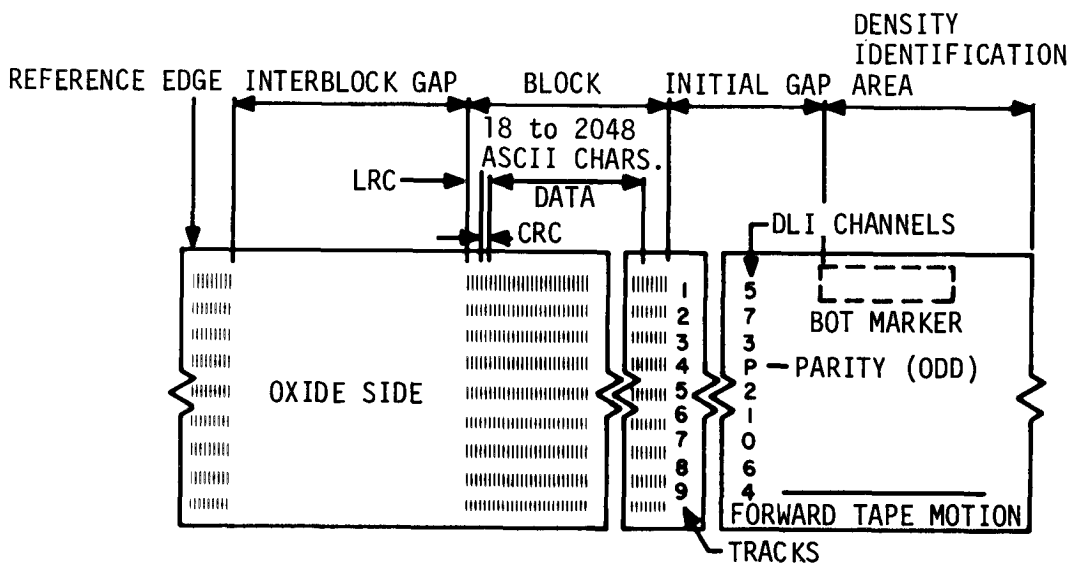 DENSITY
IDENTIFICATION
AREA
REFERENCE EDGE
INTERBLOCK GAP
BLOCK
INITIAL GAP
18 to 2048
ASCII CHARS.
LRC
DATA
CRC
DLI CHANNELS
1
2
3
4
5
6
7
8
9
5
7
3
P
2
1
0
6
4
BOT MARKER
PARITY (ODD)
OXIDE SIDE
FORWARD TAPE MOTION
TRACKS